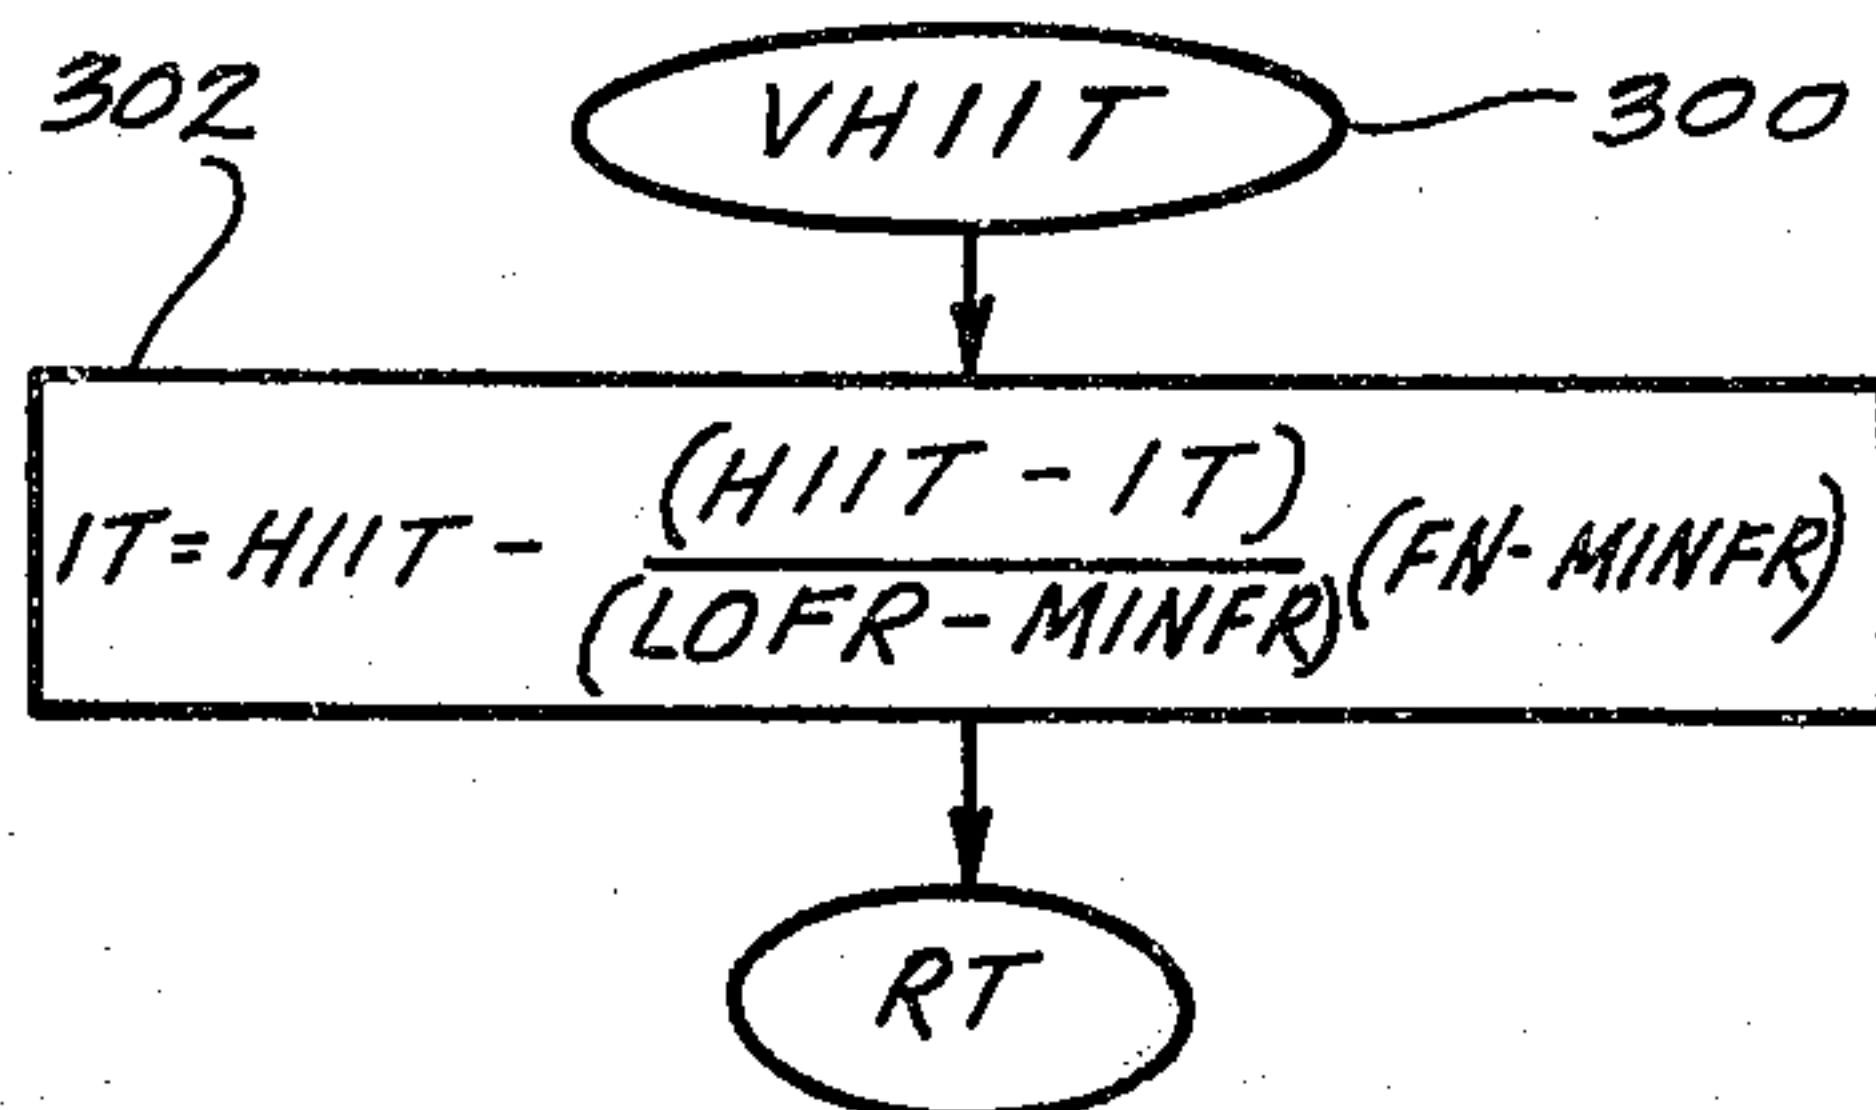 302
VHIIT
300
(HIIT - IT)
IT = HIIT - (FN - MINFR)
(LOFR - MINFR)
RT